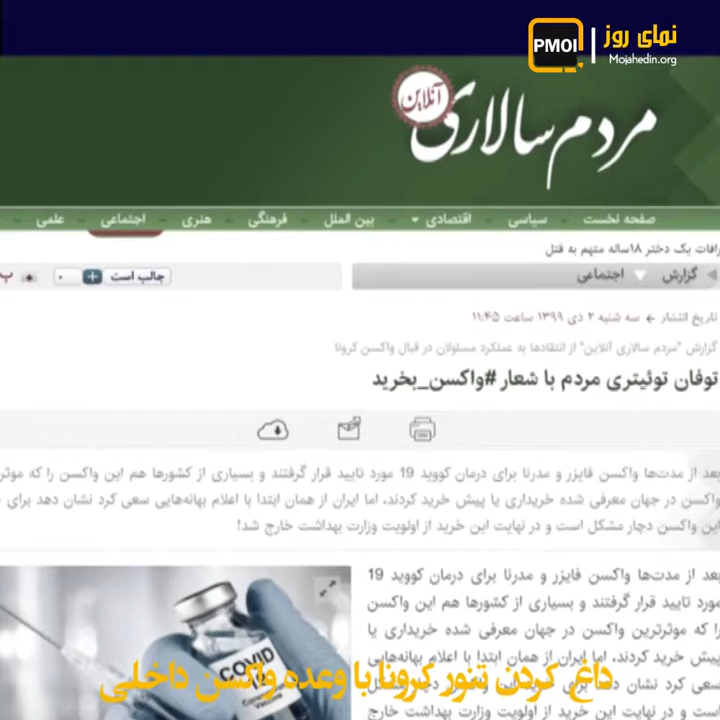 نمای روز
PMOI
Mojahedin.org
مردم سالاری
آنلاین
صفحه نخست سیاسی اقتصادی بین الملل فرهنگی هنری اجتماعی علمی
رافات یک دختر ۱۸ساله متهم به قتل
گزارش اجتماعی
جالب است ۰
تاریخ انتشار سه شنبه ۲ دی ۱۳۹۹ ساعت ۱۱:۴۵
گزارش "مردم سالاری آنلاین" از انتقادها به عملکرد مسئولان در قبال واکسن کرونا
توفان توئیتری مردم با شعار #واکسن_بخرید
بعد از مدت‌ها واکسن فایزر و مدرنا برای درمان کووید 19 مورد تایید قرار گرفتند و بسیاری از کشورها هم این واکسن را که موثر
واکسن در جهان معرفی شده خریداری یا پیش خرید کردند، اما ایران از همان ابتدا با اعلام بهانه‌هایی سعی کرد نشان دهد برای
این واکسن دچار مشکل است و در نهایت این خرید از اولویت وزارت بهداشت خارج شد!
بعد از مدت‌ها واکسن فایزر و مدرنا برای درمان کووید 19
مورد تایید قرار گرفتند و بسیاری از کشورها هم این واکسن
را که موثرترین واکسن در جهان معرفی شده خریداری یا
پیش خرید کردند، اما ایران از همان ابتدا با اعلام بهانه‌هایی
سعی کرد نشان دهد برای
است و در نهایت این خرید از اولویت وزارت بهداشت خارج
COVID
19
Vaccine
داغ کردن تنور کرونا با وعده واکسن داخلی